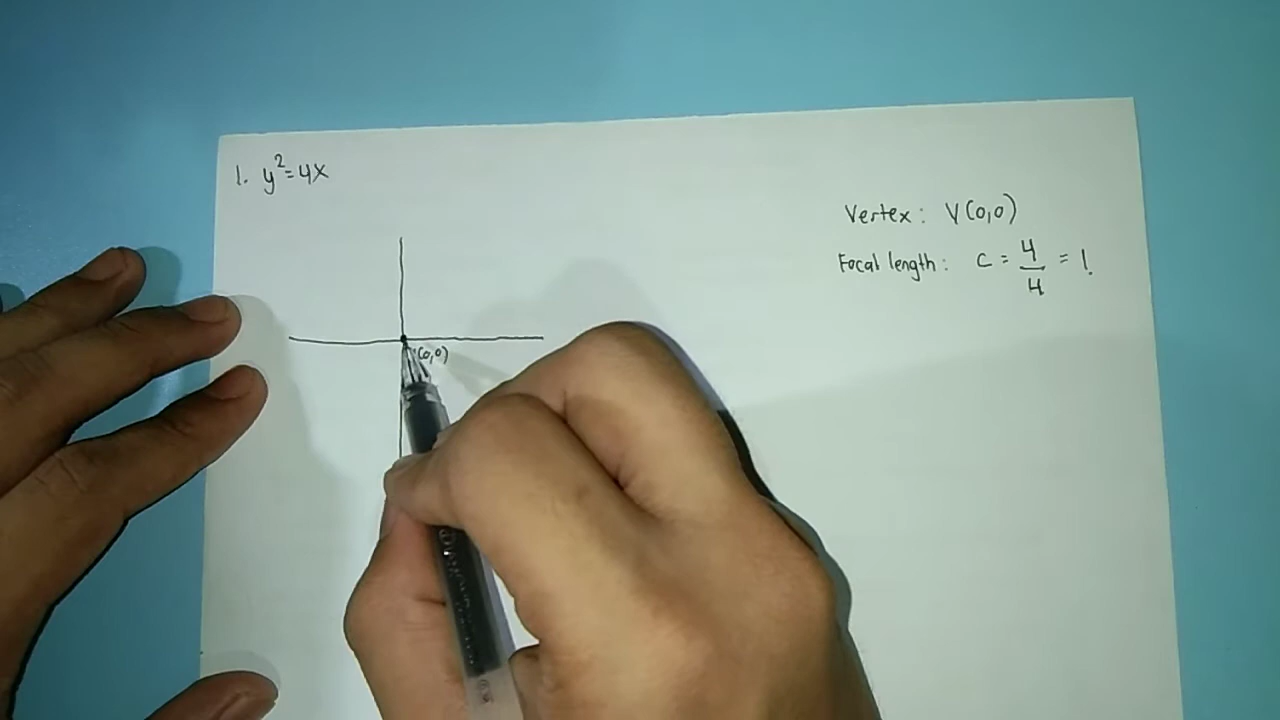 1. y²=4x
Vertex: V(0,0)
Focal length: c = 4/4 = 1.
(0,0)